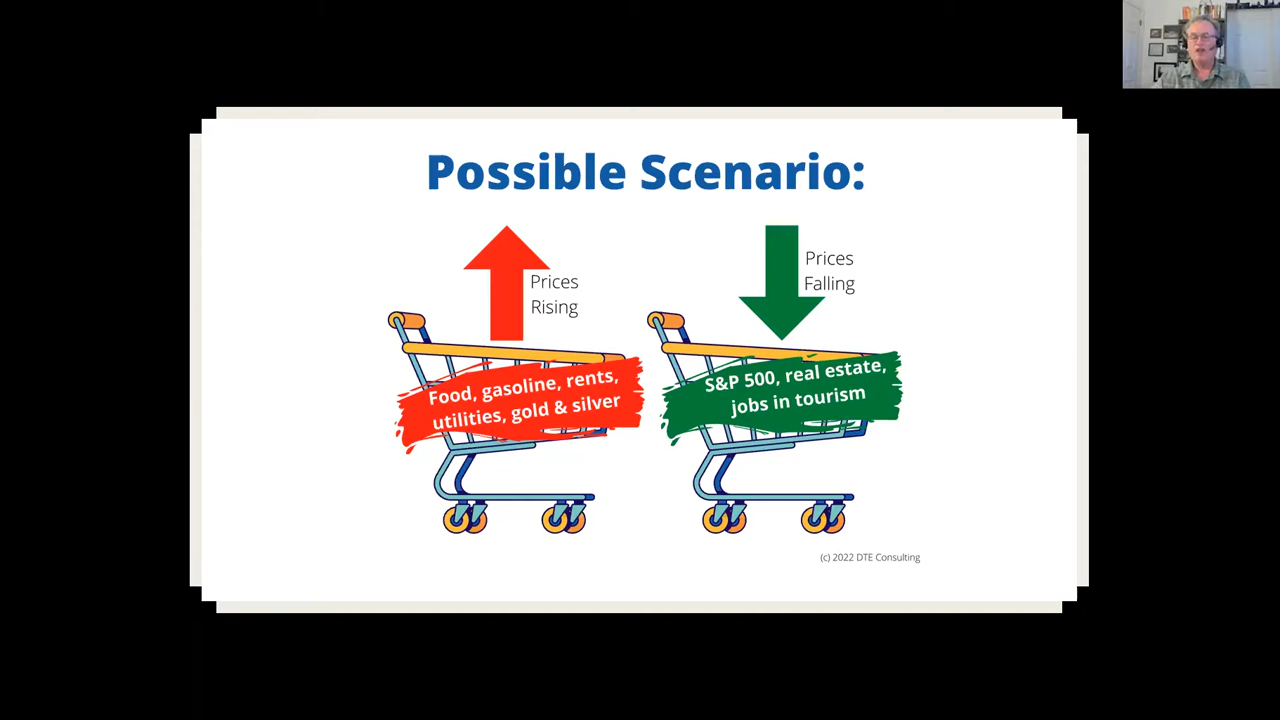 Possible Scenario:
Prices
Rising
Prices
Falling
Food, gasoline, rents,
utilities, gold & silver
S&P 500, real estate,
jobs in tourism
(c) 2022 DTE Consulting